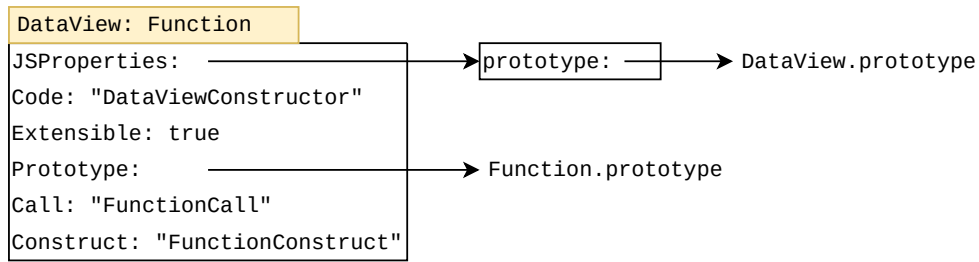 DataView: Function
JSProperties:
prototype:
DataView.prototype
Code: "DataViewConstructor"
Extensible: true
Prototype:
Function.prototype
Call: "FunctionCall"
Construct: "FunctionConstruct"